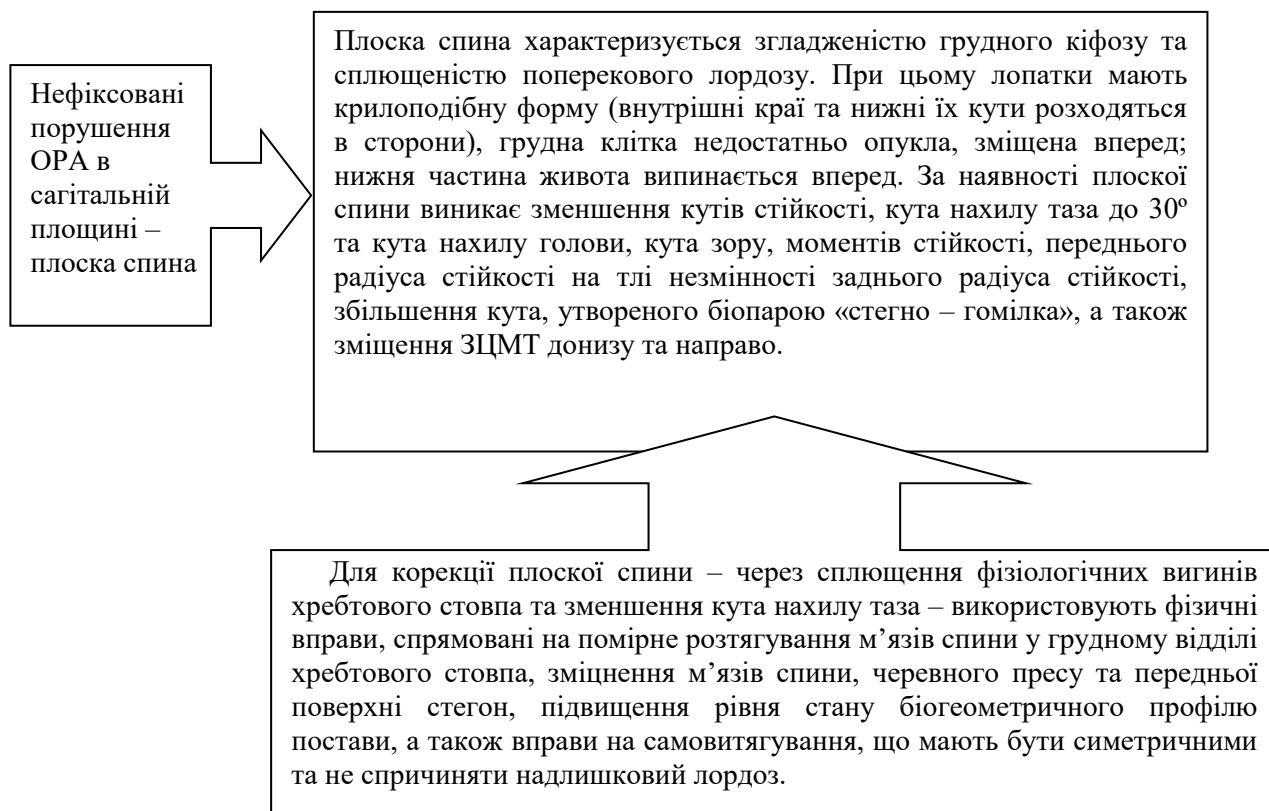 Нефіксовані
порушення
ОРА в
сагітальній
площині –
плоска спина
Плоска спина характеризується згладженістю грудного кіфозу та
сплющеністю поперекового лордозу. При цьому лопатки мають
крилоподібну форму (внутрішні краї та нижні їх кути розходяться
в сторони), грудна клітка недостатньо опукла, зміщена вперед;
нижня частина живота випинається вперед. За наявності плоскої
спини виникає зменшення кутів стійкості, кута нахилу таза до 30º
та кута нахилу голови, кута зору, моментів стійкості, переднього
радіуса стійкості на тлі незмінності заднього радіуса стійкості,
збільшення кута, утвореного біопарою «стегно – гомілка», а також
зміщення ЗЦМТ донизу та направо.
Для корекції плоскої спини – через сплющення фізіологічних вигинів
хребтового стовпа та зменшення кута нахилу таза – використовують фізичні
вправи, спрямовані на помірне розтягування м’язів спини у грудному відділі
хребтового стовпа, зміцнення м’язів спини, черевного пресу та передньої
поверхні стегон, підвищення рівня стану біогеометричного профілю
постави, а також вправи на самовитягування, що мають бути симетричними
та не спричиняти надлишковий лордоз.